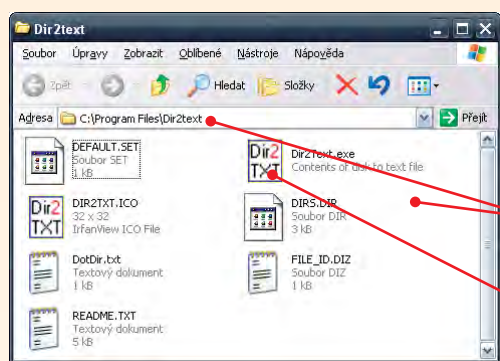 Dir2text
Soubor Úpravy Zobrazit Oblíbené Nástroje Nápověda
Zpět Hledat Složky
Adresa C:\Program Files\Dir2text Přejít
DEFAULT.SET
Soubor SET
1 kB
Dir2
TXT
Dir2Text.exe
Contents of disk to text file
Dir2
TXT
DIR2TXT.ICO
32 x 32
IrfanView ICO File
DIRS.DIR
Soubor DIR
3 kB
DotDir.txt
Textový dokument
1 kB
FILE_ID.DIZ
Soubor DIZ
1 kB
README.TXT
Textový dokument
5 kB